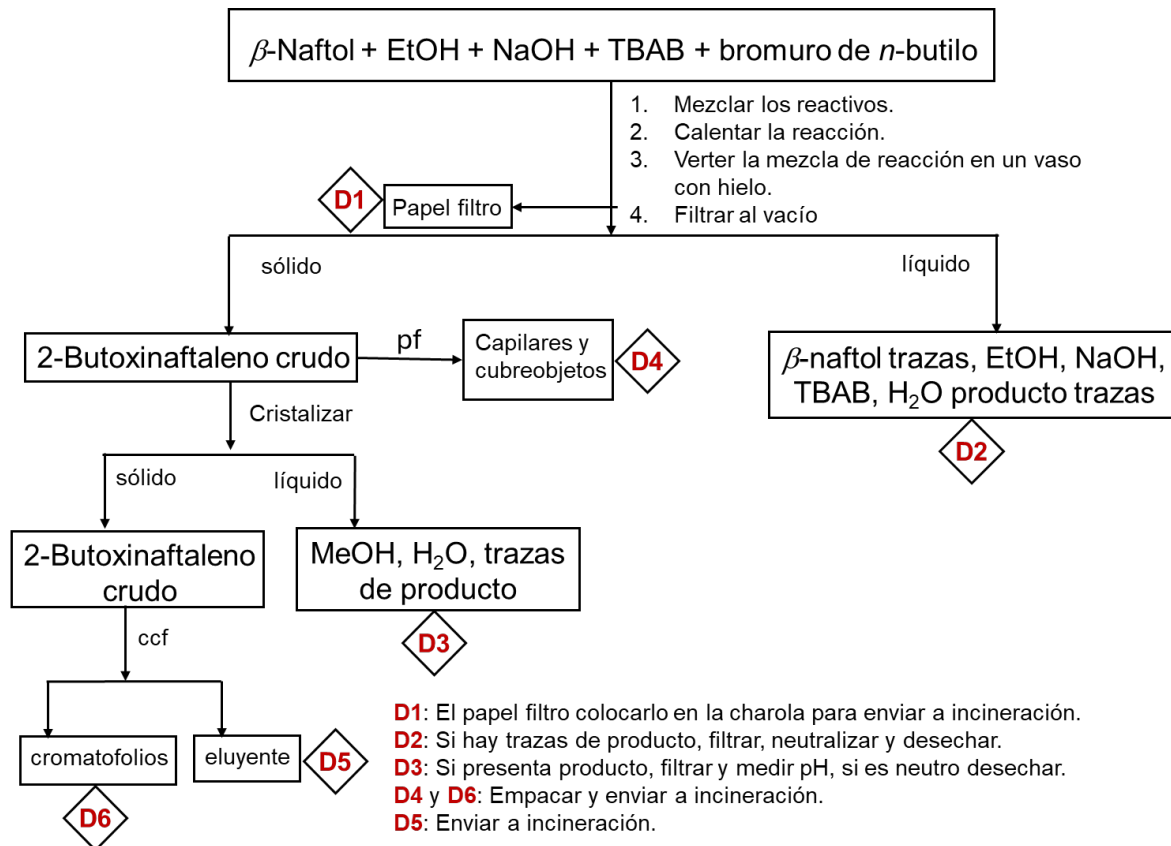 β-Naftol + EtOH + NaOH + TBAB + bromuro de n-butilo
1. Mezclar los reactivos.
2. Calentar la reacción.
3. Verter la mezcla de reacción en un vaso
con hielo.
4. Filtrar al vacío
D1
Papel filtro
sólido
líquido
2-Butoxinaftaleno crudo
pf
Capilares y
cubreobjetos
D4
β-naftol trazas, EtOH, NaOH,
TBAB, H₂O producto trazas
D2
Cristalizar
sólido
líquido
2-Butoxinaftaleno
crudo
MeOH, H₂O, trazas
de producto
D3
ccf
cromatofolios
eluyente
D5
D6
D1: El papel filtro colocarlo en la charola para enviar a incineración.
D2: Si hay trazas de producto, filtrar, neutralizar y desechar.
D3: Si presenta producto, filtrar y medir pH, si es neutro desechar.
D4 y D6: Empacar y enviar a incineración.
D5: Enviar a incineración.